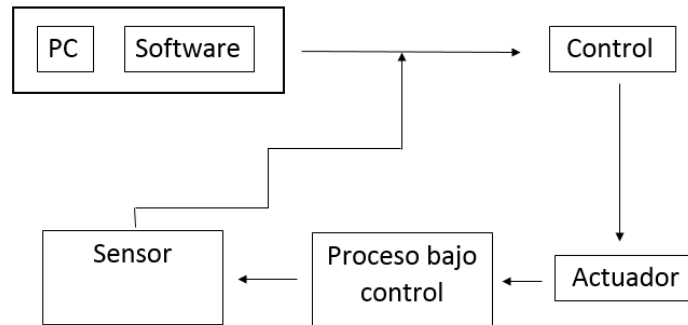 PC
Software
Control
Sensor
Proceso bajo
control
Actuador